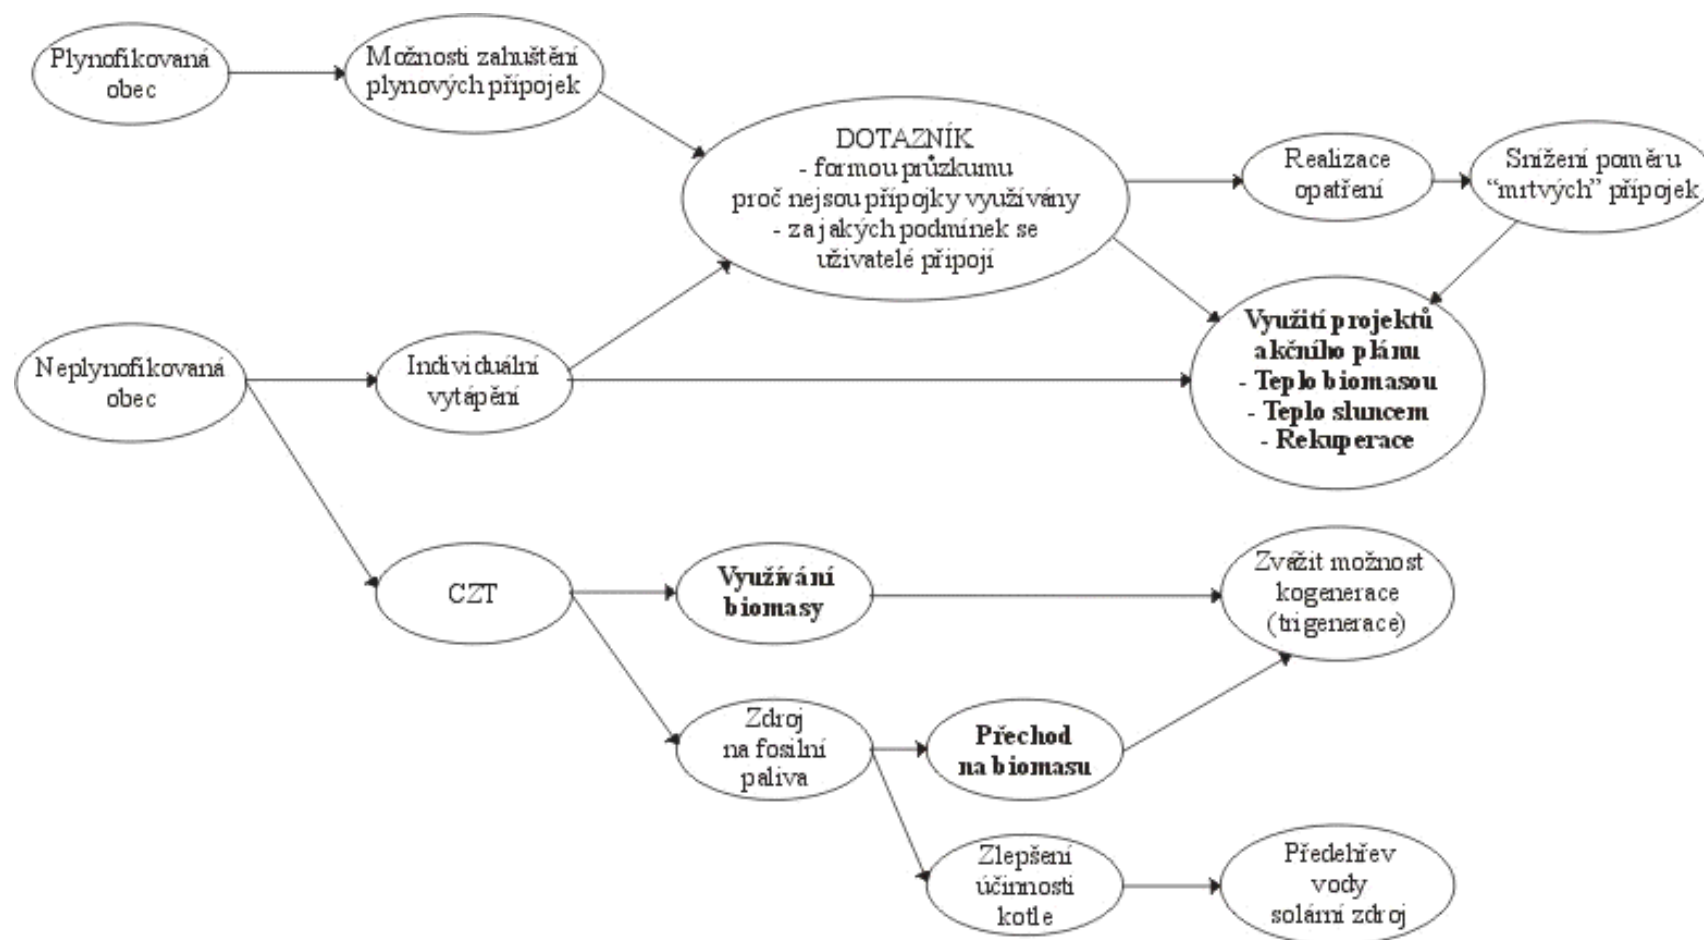 Plynofikovaná
obec
Možnosti zahuštění
plynových přípojek
DOTAZNÍK
- formou průzkumu
proč nejsou přípojky využívány
- za jakých podmínek se
uživatelé připojí
Realizace
opatření
Snížení poměru
“mrtvých” přípojek
Neplynofikovaná
obec
Individuální
vytápění
Využití projektů
akčního plánu
- Teplo biomasou
- Teplo sluncem
- Rekuperace
CZT
Využívání
biomasy
Zvážit možnost
kogenerace
(trigenerace)
Zdroj
na fosilní
paliva
Přechod
na biomasu
Zlepšení
účinnosti
kotle
Předehřev
vody
solární zdroj